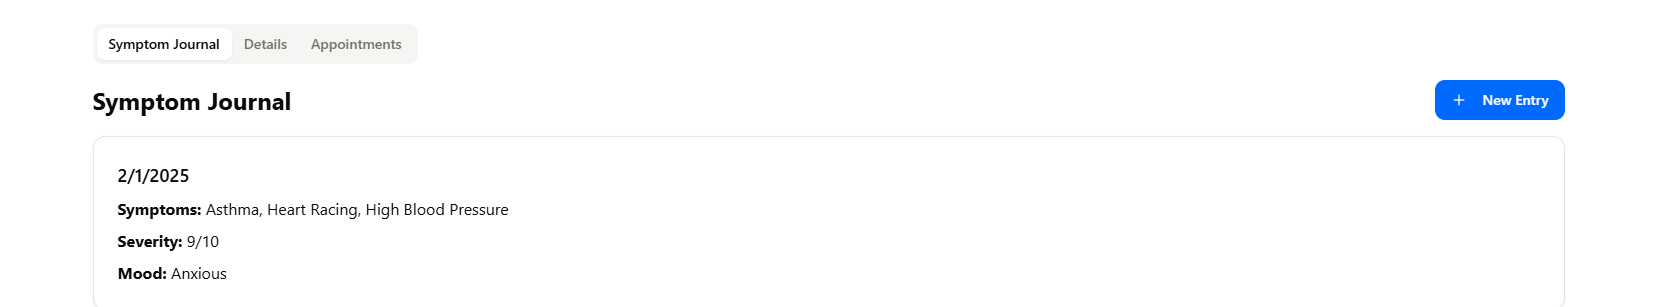 Symptom Journal Details Appointments
Symptom Journal
+ New Entry
2/1/2025
Symptoms: Asthma, Heart Racing, High Blood Pressure
Severity: 9/10
Mood: Anxious